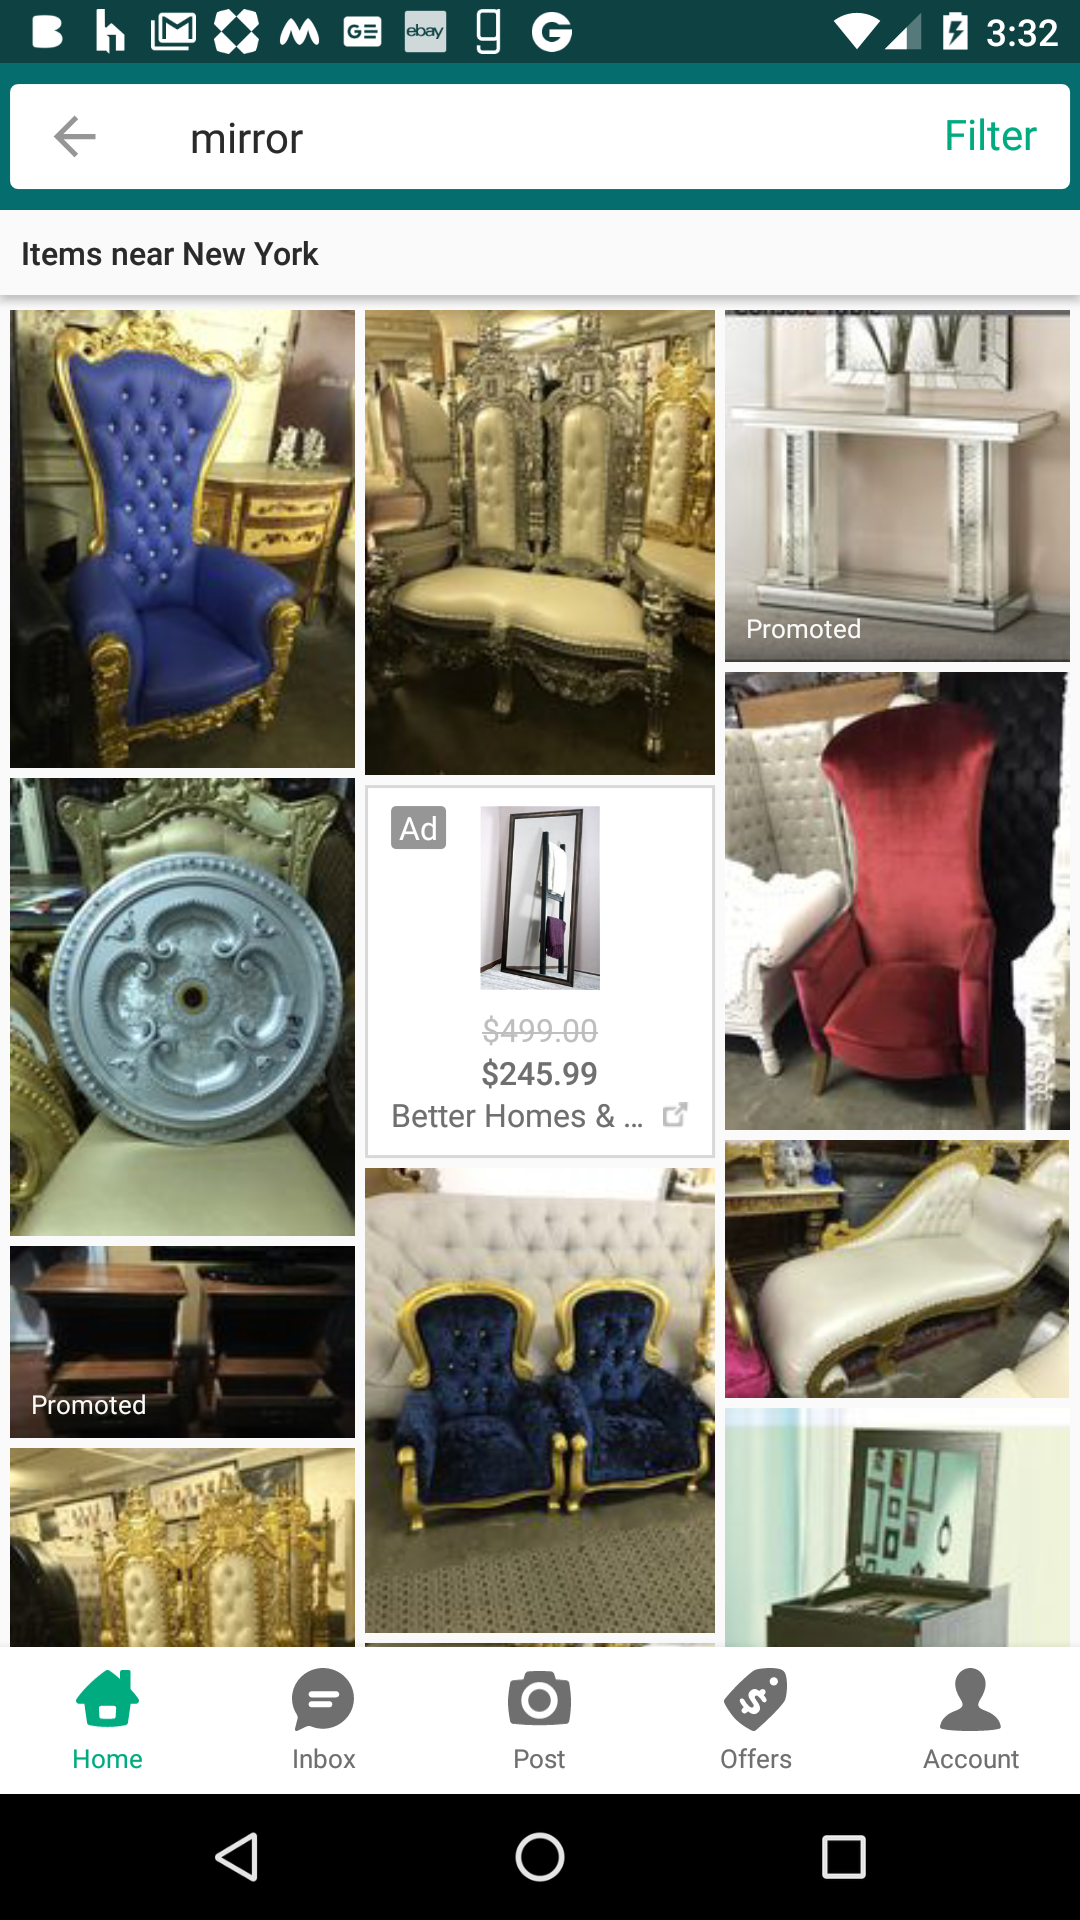 GE
ebay
3:32
mirror
Filter
Items near New York
Promoted
Ad
$499.00
$245.99
Better Homes & ...
Promoted
Home
Inbox
Post
Offers
Account